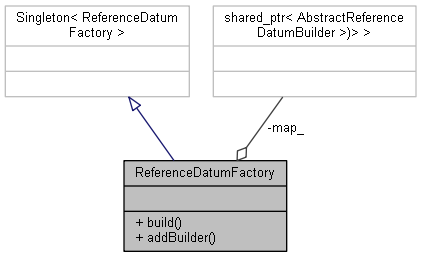 Singleton< ReferenceDatum
Factory >
shared_ptr< AbstractReference
DatumBuilder >)> >
-map_
ReferenceDatumFactory
+ build()
+ addBuilder()